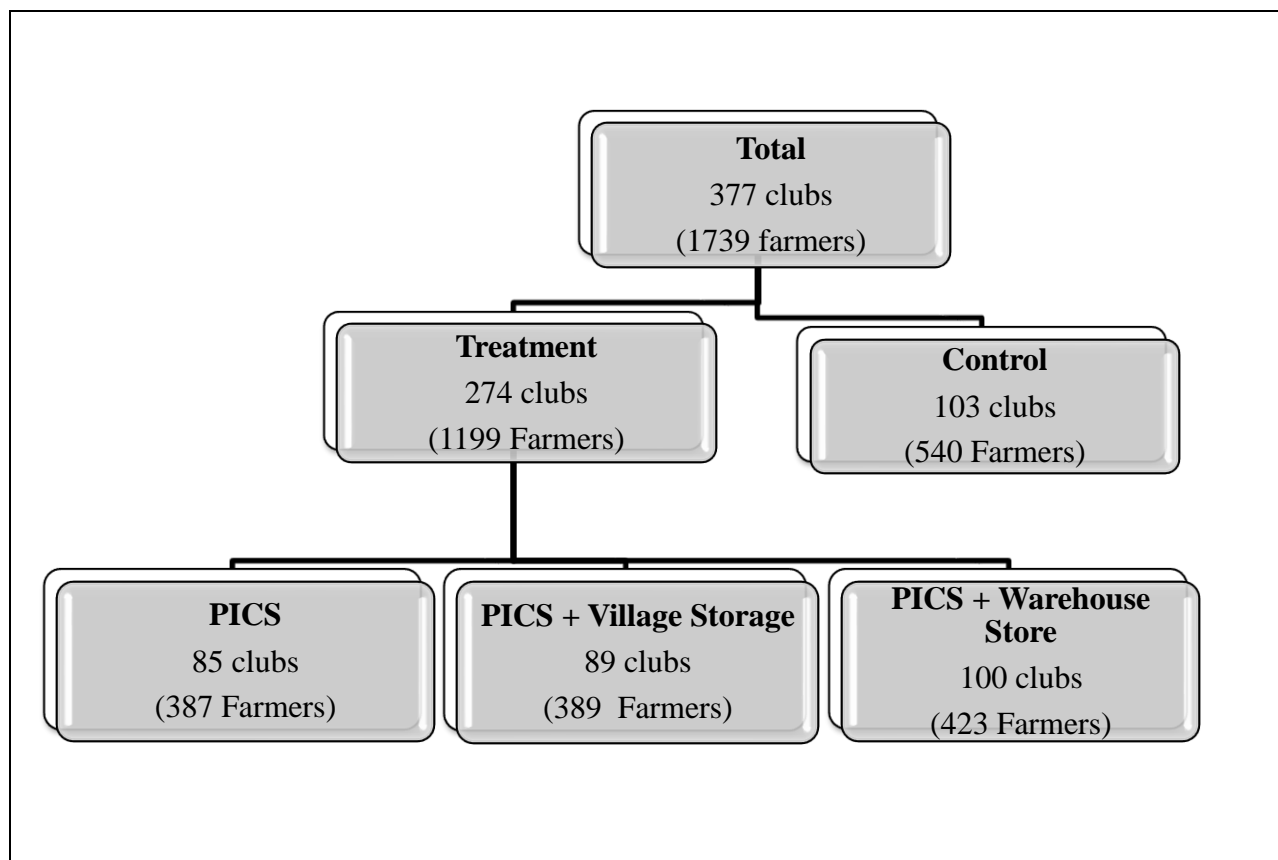 Total
377 clubs
(1739 farmers)
Treatment
274 clubs
(1199 Farmers)
Control
103 clubs
(540 Farmers)
PICS
85 clubs
(387 Farmers)
PICS + Village Storage
89 clubs
(389 Farmers)
PICS + Warehouse
Store
100 clubs
(423 Farmers)